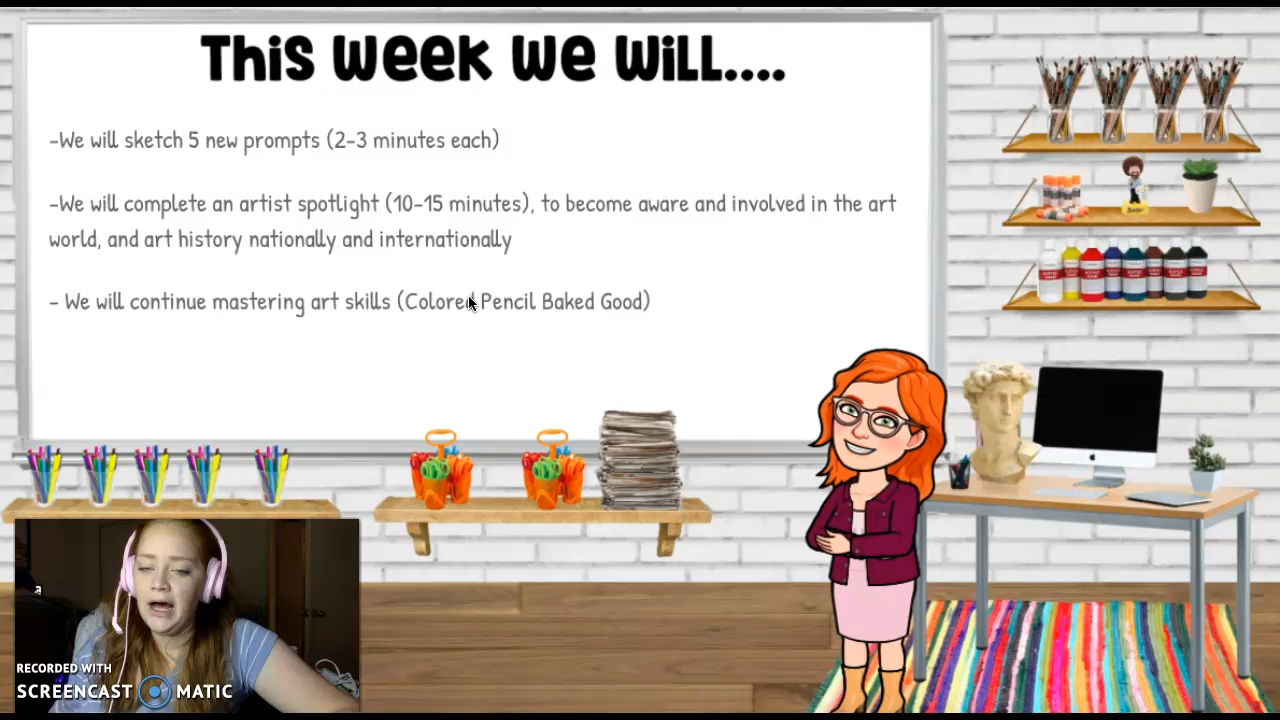 This Week We Will....
-We will sketch 5 new prompts (2-3 minutes each)
-We will complete an artist spotlight (10-15 minutes), to become aware and involved in the art
world, and art history nationally and internationally
- We will continue mastering art skills (Colored Pencil Baked Good)
RECORDED WITH
SCREENCAST MATIC